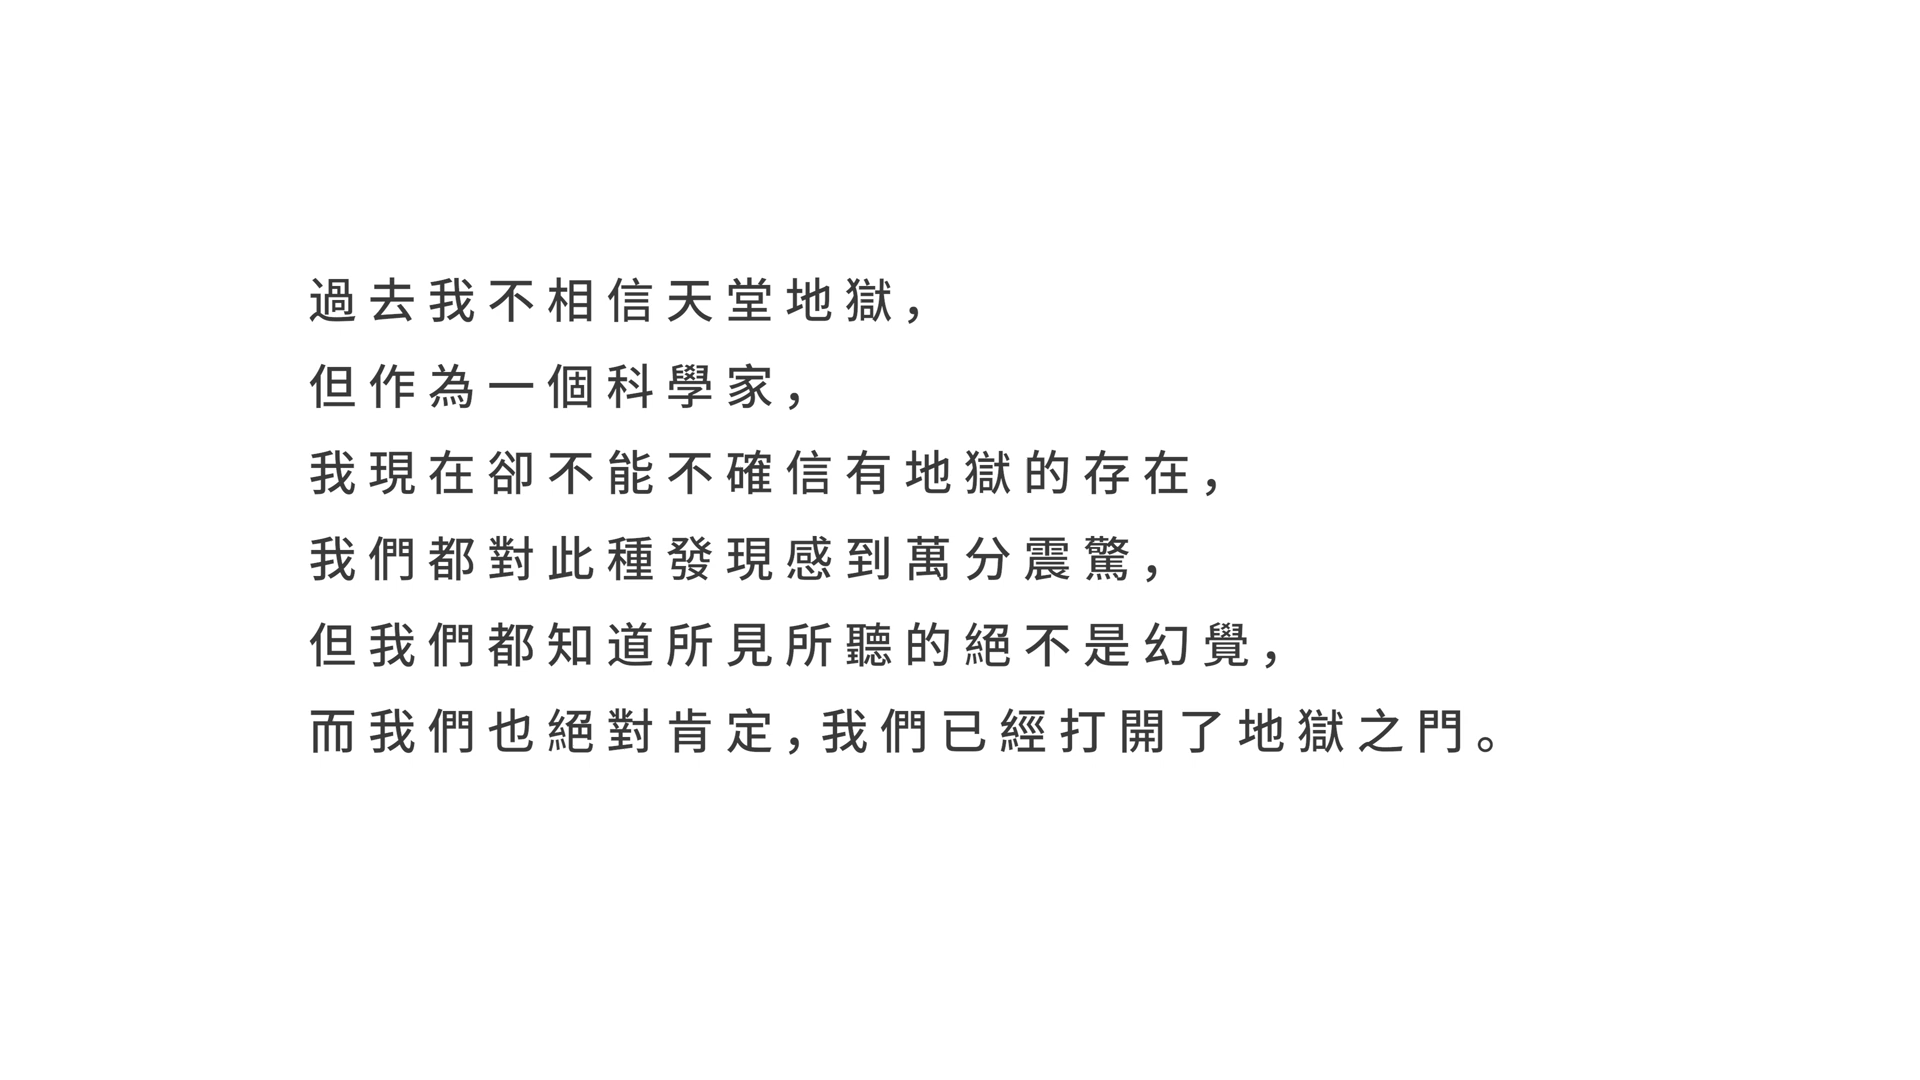 過去我不相信天堂地獄，
但作為一個科學家，
我現在卻不能不確信有地獄的存在，
我們都對此種發現感到萬分震驚，
但我們都知道所見所聽的絕不是幻覺，
而我們也絕對肯定，我們已經打開了地獄之門。